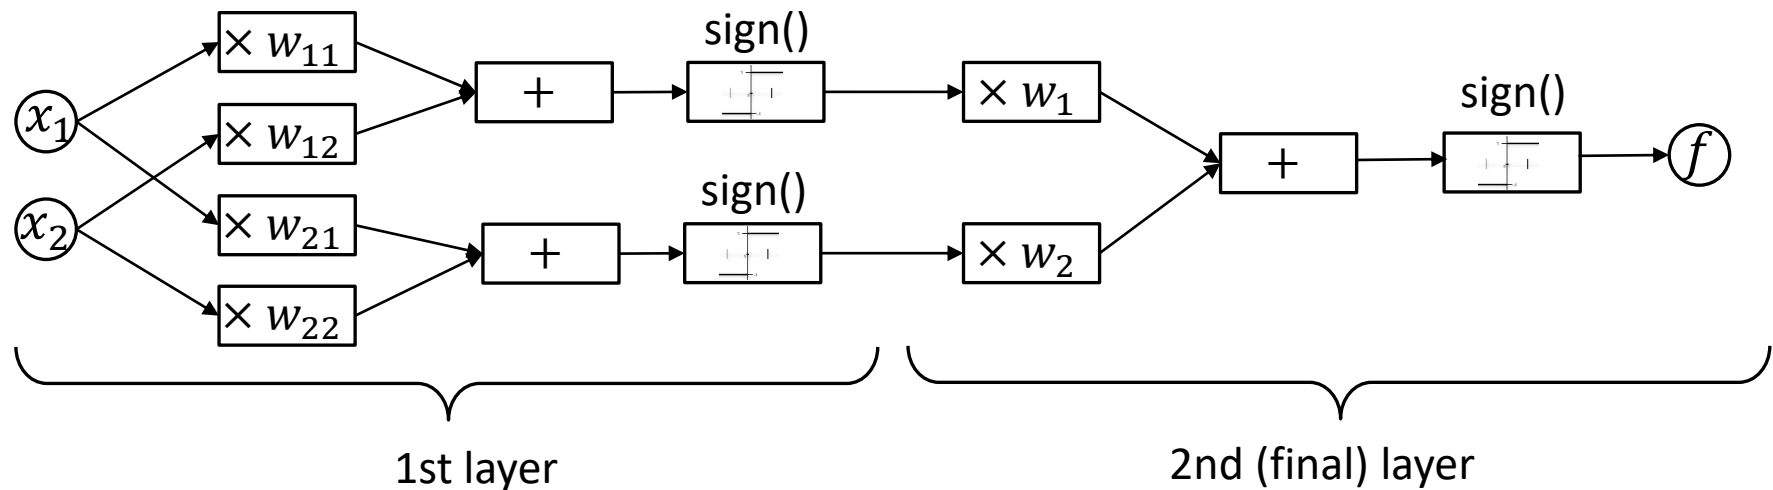 sign()
× w₁₁
+
× w₁
x₁
× w₁₂
sign()
+
f
sign()
x₂
× w₂₁
+
× w₂
× w₂₂
1st layer
2nd (final) layer